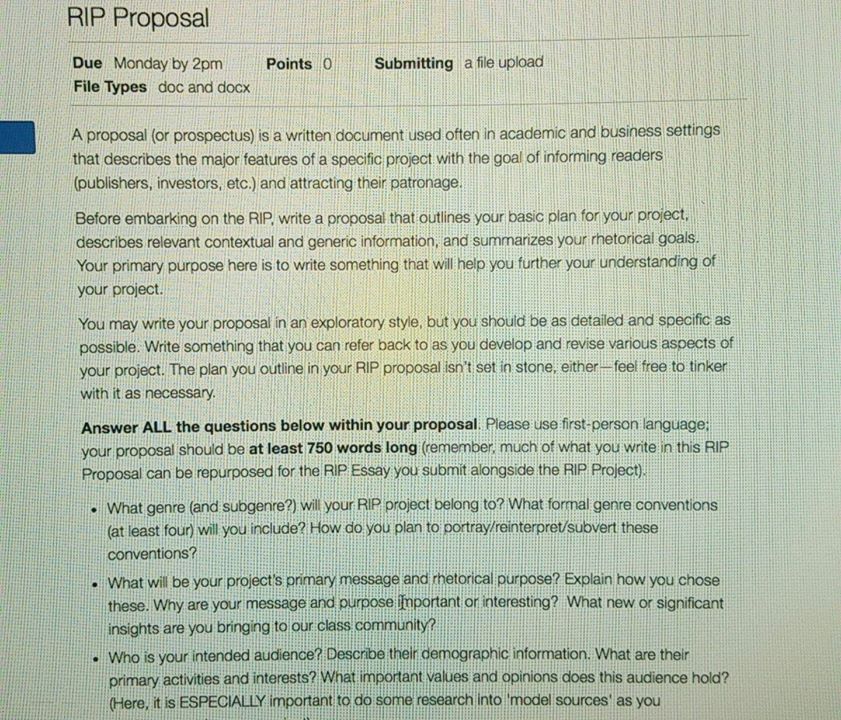 RIP Proposal
Due Monday by 2pm Points 0 Submitting a file upload
File Types doc and docx
A proposal (or prospectus) is a written document used often in academic and business settings
that describes the major features of a specific project with the goal of informing readers
(publishers, investors, etc.) and attracting their patronage.
Before embarking on the RIP, write a proposal that outlines your basic plan for your project,
describes relevant contextual and generic information, and summarizes your rhetorical goals.
Your primary purpose here is to write something that will help you further your understanding of
your project.
You may write your proposal in an exploratory style, but you should be as detailed and specific as
possible. Write something that you can refer back to as you develop and revise various aspects of
your project. The plan you outline in your RIP proposal isn't set in stone, either—feel free to tinker
with it as necessary.
Answer ALL the questions below within your proposal. Please use first-person language;
your proposal should be at least 750 words long (remember, much of what you write in this RIP
Proposal can be repurposed for the RIP Essay you submit alongside the RIP Project).
• What genre (and subgenre?) will your RIP project belong to? What formal genre conventions
(at least four) will you include? How do you plan to portray/reinterpret/subvert these
conventions?
• What will be your project's primary message and rhetorical purpose? Explain how you chose
these. Why are your message and purpose important or interesting? What new or significant
insights are you bringing to our class community?
• Who is your intended audience? Describe their demographic information. What are their
primary activities and interests? What important values and opinions does this audience hold?
(Here, it is ESPECIALLY important to do some research into 'model sources' as you